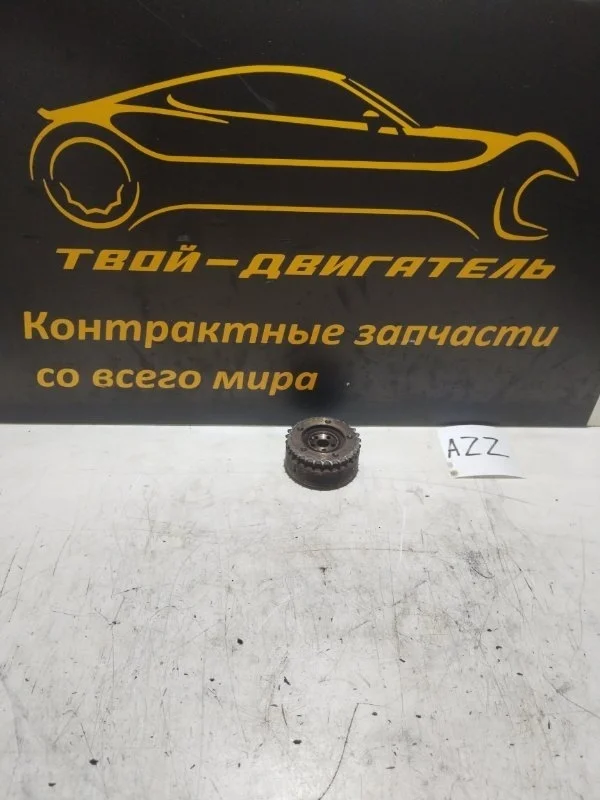 ТВОЙ-ДВИГАТЕЛЬ
Контрактные запчасти
со всего мира
AZZ